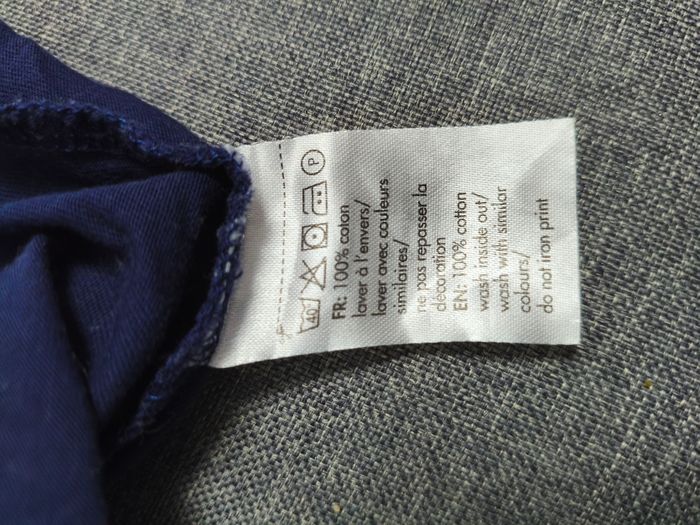 40 P
FR: 100% coton
laver à l'envers/
laver avec couleurs
similaires/
ne pas repasser la
décoration
EN: 100% cotton
wash inside out/
wash with similar
colours/
do not iron print